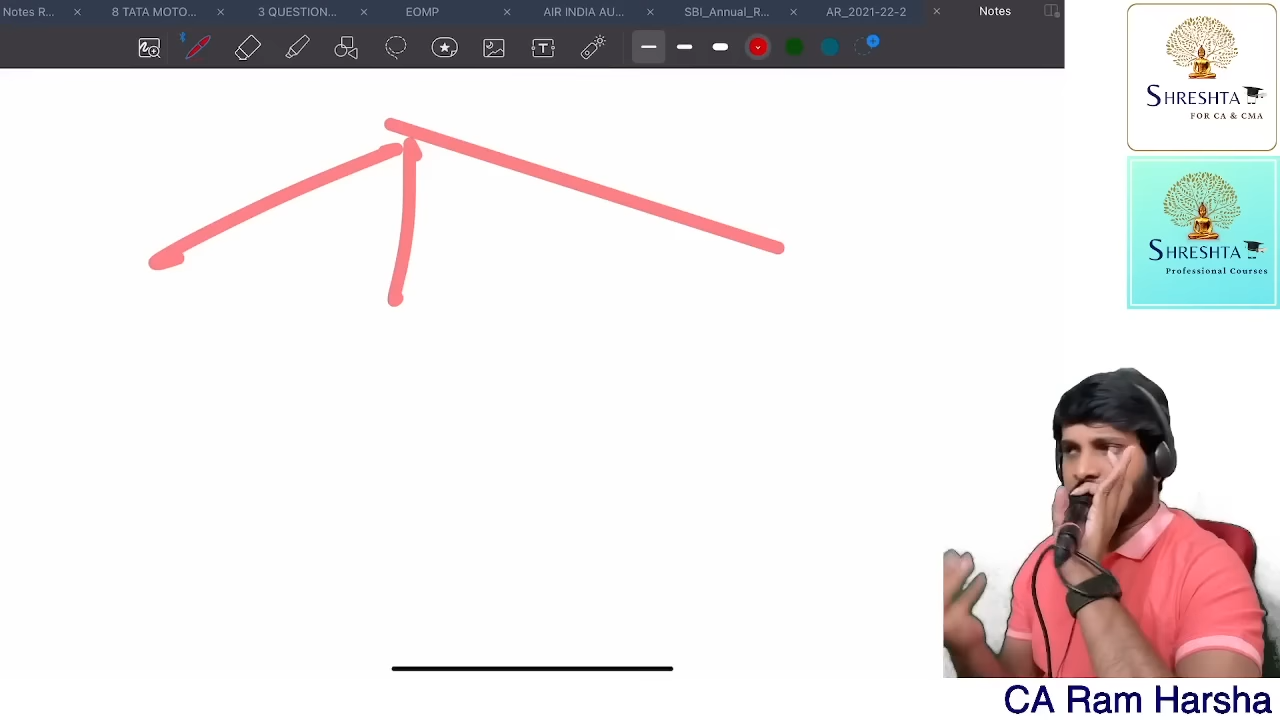 Notes R... 8 TATA MOTO... 3 QUESTION... EOMP AIR INDIA AU... SBI_Annual_R... AR_2021-22-2 Notes
T
SHRESHTA
FOR CA & CMA
SHRESHTA
Professional Courses
CA Ram Harsha